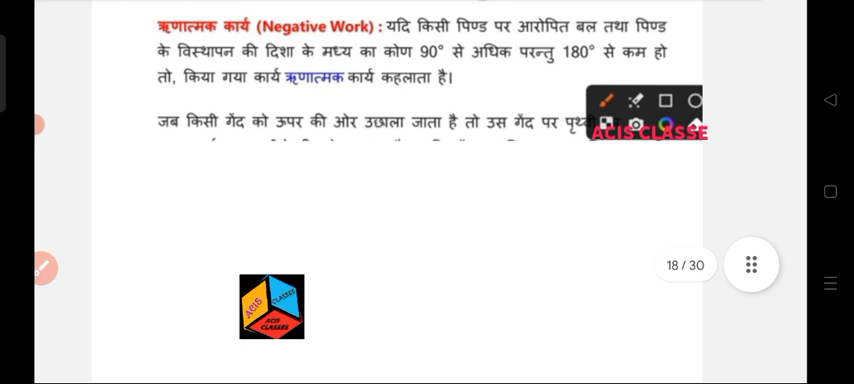 ऋणात्मक कार्य (Negative Work) : यदि किसी पिण्ड पर आरोपित बल तथा पिण्ड
के विस्थापन की दिशा के मध्य का कोण 90° से अधिक परन्तु 180° से कम हो
तो, किया गया कार्य ऋणात्मक कार्य कहलाता है।
जब किसी गेंद को ऊपर की ओर उछाला जाता है तो उस गेंद पर
ACIS CLASSE
18 / 30
ACIS
CLASSES
ACIS
CLASSES